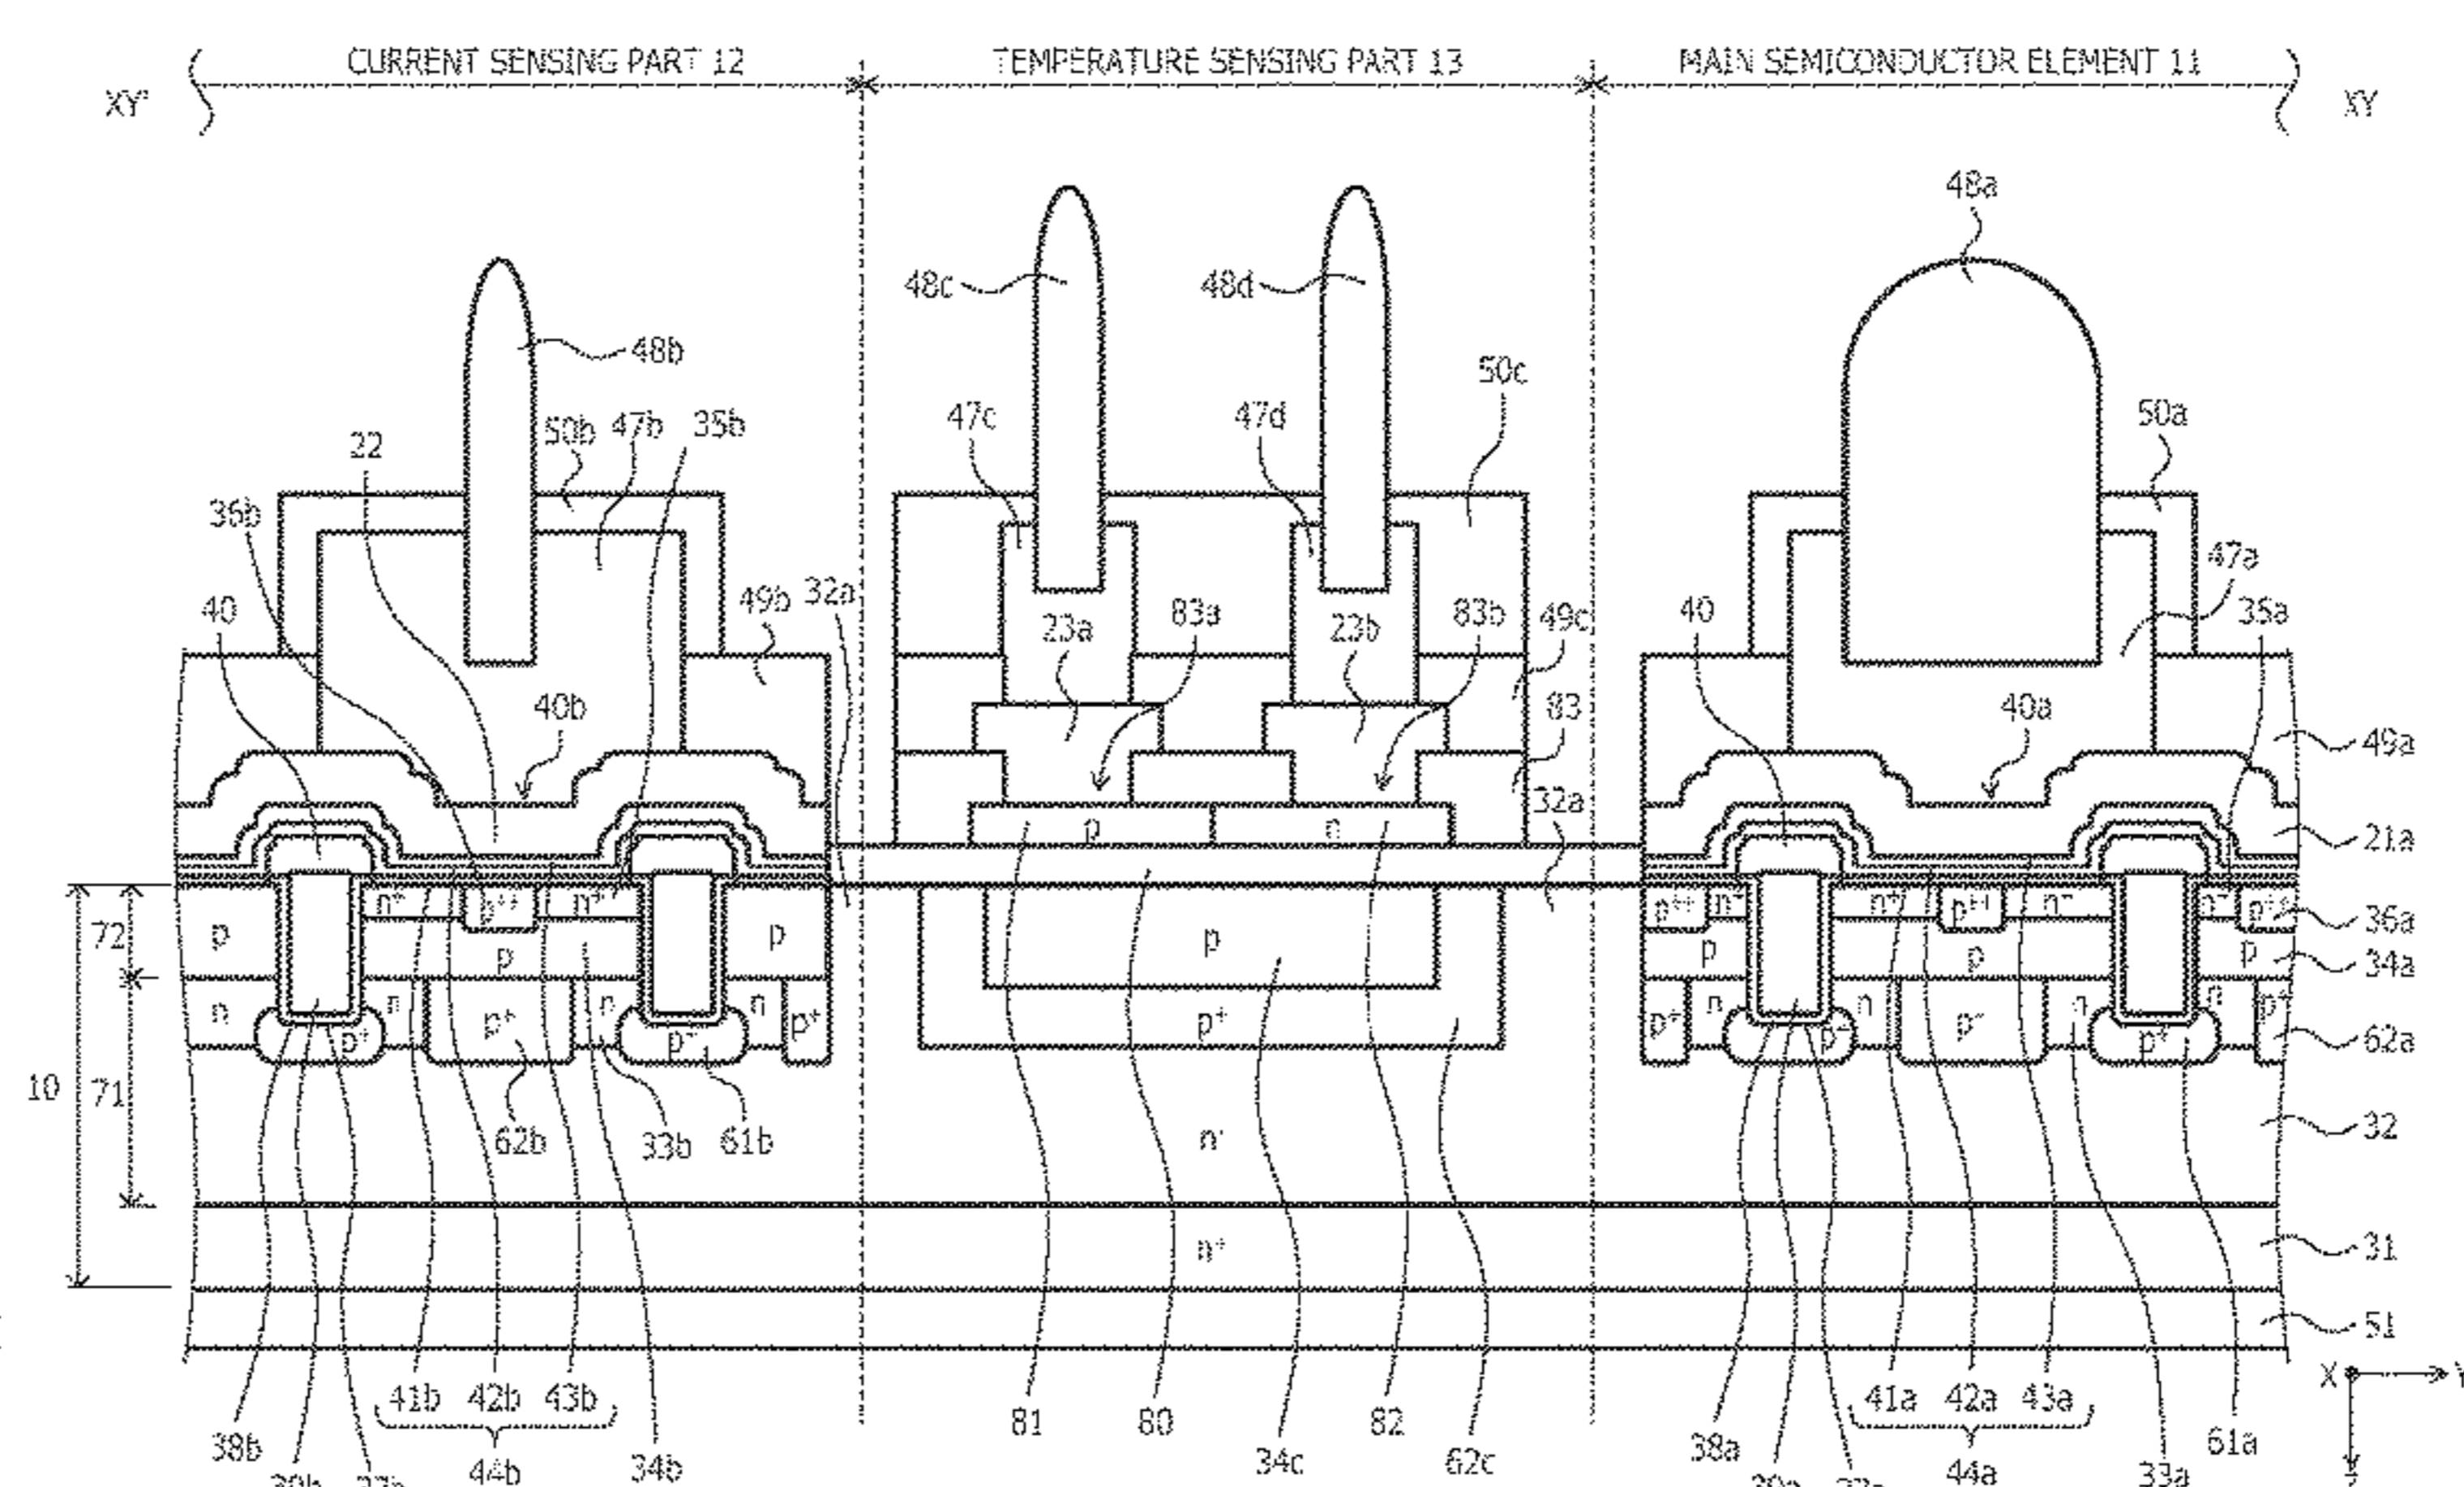 CURRENT SENSING PART 12 TEMPERATURE SENSING PART 13 MAIN SEMICONDUCTOR ELEMENT 11
XY' XY
48a
48c 48d
48b
50c
47c 47d 50a
22 50b 47b 35b
36b
47a
40 49b 32a 23a 83a 23b 83b 49c 40 35a
40b 83 40a
49a
32a
p n 21a
n+ p++ n+ p++ n+ n+ p++ n+ n+ p++ 36a
72 p p p p p p p 34a
n n p+ n n p+ p+ p+ n n n n p+
p+ p+ p+ p+ 62a
10 71
62b 33b 61b n- 32
n+ 31
51
41b 42b 43b 81 80 82 41a 42a 43a X
38b 44b 34b 34c 62c 38a 44a 33a 61a